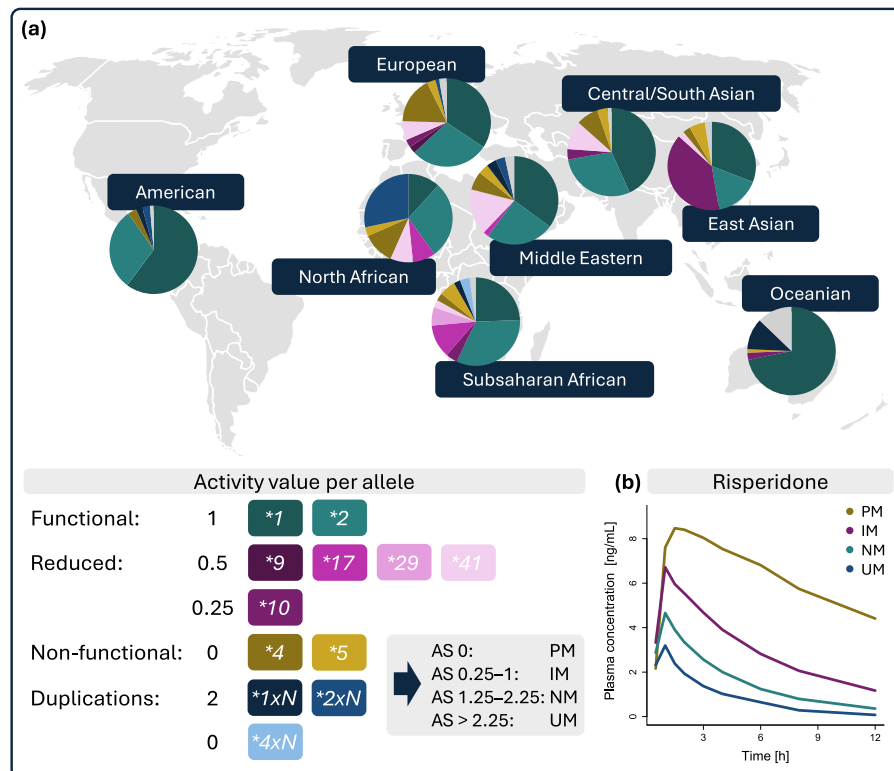 (a)
European
Central/South Asian
American
East Asian
Middle Eastern
North African
Oceanian
Subsaharan African
Activity value per allele
Functional: 1 *1 *2
Reduced: 0.5 *9 *17 *29 *41
0.25 *10
Non-functional: 0 *4 *5
Duplications: 2 *1xN *2xN
0 *4xN
AS 0: PM
AS 0.25–1: IM
AS 1.25–2.25: NM
AS > 2.25: UM
(b) Risperidone
PM
IM
NM
UM
Plasma concentration [ng/mL]
8
6
4
2
0
3 6 9 12
Time [h]